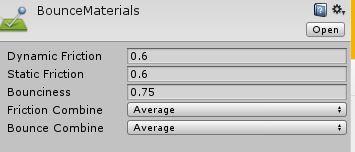 BounceMaterials
Open
Dynamic Friction 0.6
Static Friction 0.6
Bounciness 0.75
Friction Combine Average
Bounce Combine Average